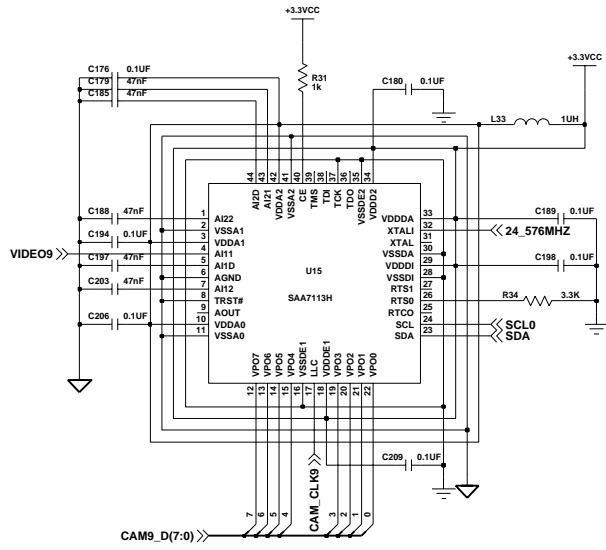 +3.3VCC
+3.3VCC
C176 0.1UF
C179 47nF
C185 47nF
R31
1k
C180 0.1UF
L33 1UH
44 43 42 41 40 39 38 37 36 35 34
AI2D AI21 VDDA2 VSSA2 CE TMS TDI TCK TDO VSSDE2 VDDD2
C188 47nF 1 AI22 VDDDA 33 C189 0.1UF
2 VSSA1 XTALI 32 24_576MHZ
C194 0.1UF 3 VDDA1 XTAL 31
VIDEO9 4 AI11 VSSDA 30
C197 47nF 5 AI1D VDDDI 29 C198 0.1UF
6 AGND U15 VSSDI 28
C203 47nF 7 AI12 SAA7113H RTS1 27
8 TRST# RTS0 26 R34 3.3K
9 AOUT RTCO 25
C206 0.1UF 10 VDDA0 SCL 24 SCL0
11 VSSA0 SDA 23 SDA
VPO7 VPO6 VPO5 VPO4 VSSDE1 LLC VDDDE1 VPO3 VPO2 VPO1 VPO0
12 13 14 15 16 17 18 19 20 21 22
C209 0.1UF
CAM_CLK9
7 6 5 4 3 2 1 0
CAM9_D(7:0)